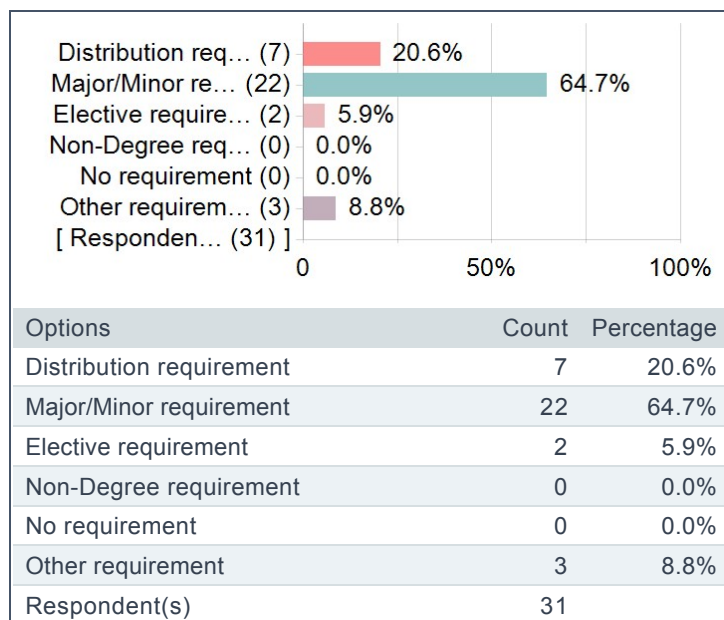 Distribution req… (7) 20.6%
Major/Minor re… (22) 64.7%
Elective require… (2) 5.9%
Non-Degree req… (0) 0.0%
No requirement (0) 0.0%
Other requirem… (3) 8.8%
[ Responden… (31) ]
0 50% 100%
Options Count Percentage
Distribution requirement 7 20.6%
Major/Minor requirement 22 64.7%
Elective requirement 2 5.9%
Non-Degree requirement 0 0.0%
No requirement 0 0.0%
Other requirement 3 8.8%
Respondent(s) 31